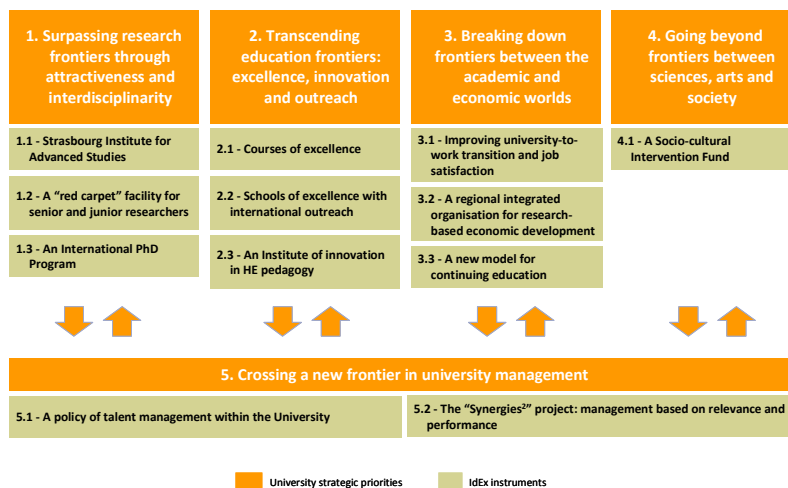 1. Surpassing research
frontiers through
attractiveness and
interdisciplinarity
2. Transcending
education frontiers:
excellence, innovation
and outreach
3. Breaking down
frontiers between the
academic and
economic worlds
4. Going beyond
frontiers between
sciences, arts and
society
1.1 - Strasbourg Institute for
Advanced Studies
1.2 - A “red carpet” facility for
senior and junior researchers
1.3 - An International PhD
Program
2.1 - Courses of excellence
2.2 - Schools of excellence with
international outreach
2.3 - An Institute of innovation
in HE pedagogy
3.1 - Improving university-to-
work transition and job
satisfaction
3.2 - A regional integrated
organisation for research-
based economic development
3.3 - A new model for
continuing education
4.1 - A Socio-cultural
Intervention Fund
5. Crossing a new frontier in university management
5.1 - A policy of talent management within the University
5.2 - The “Synergies²” project: management based on relevance and
performance
University strategic priorities
IdEx instruments